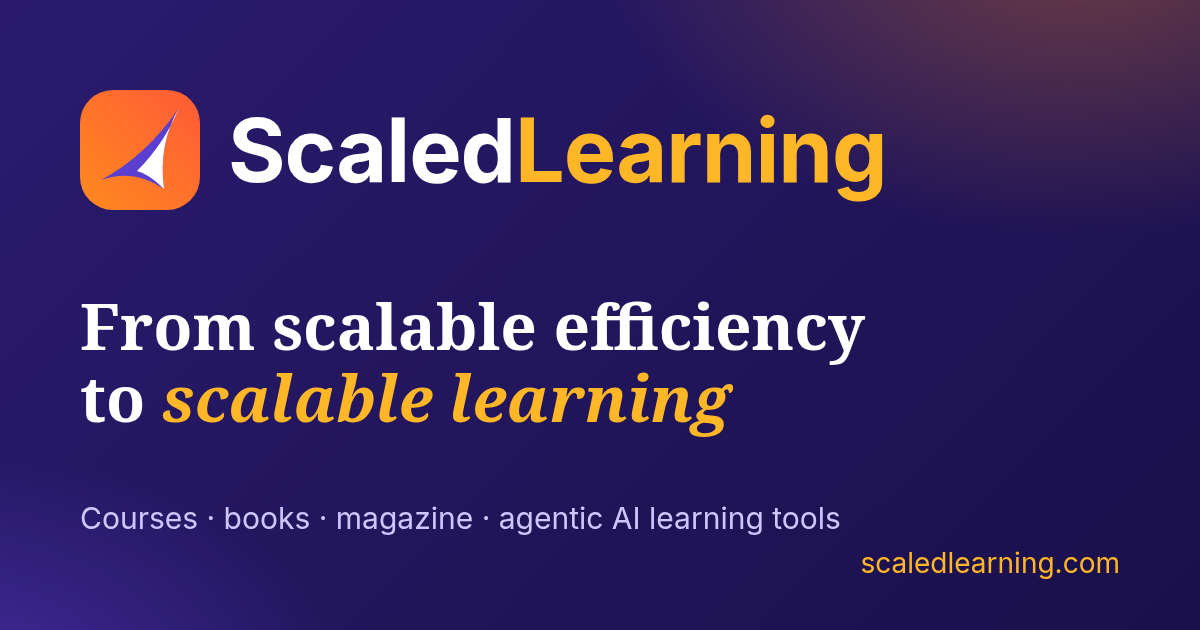 ScaledLearning
From scalable efficiency
to scalable learning
Courses · books · magazine · agentic AI learning tools
scaledlearning.com